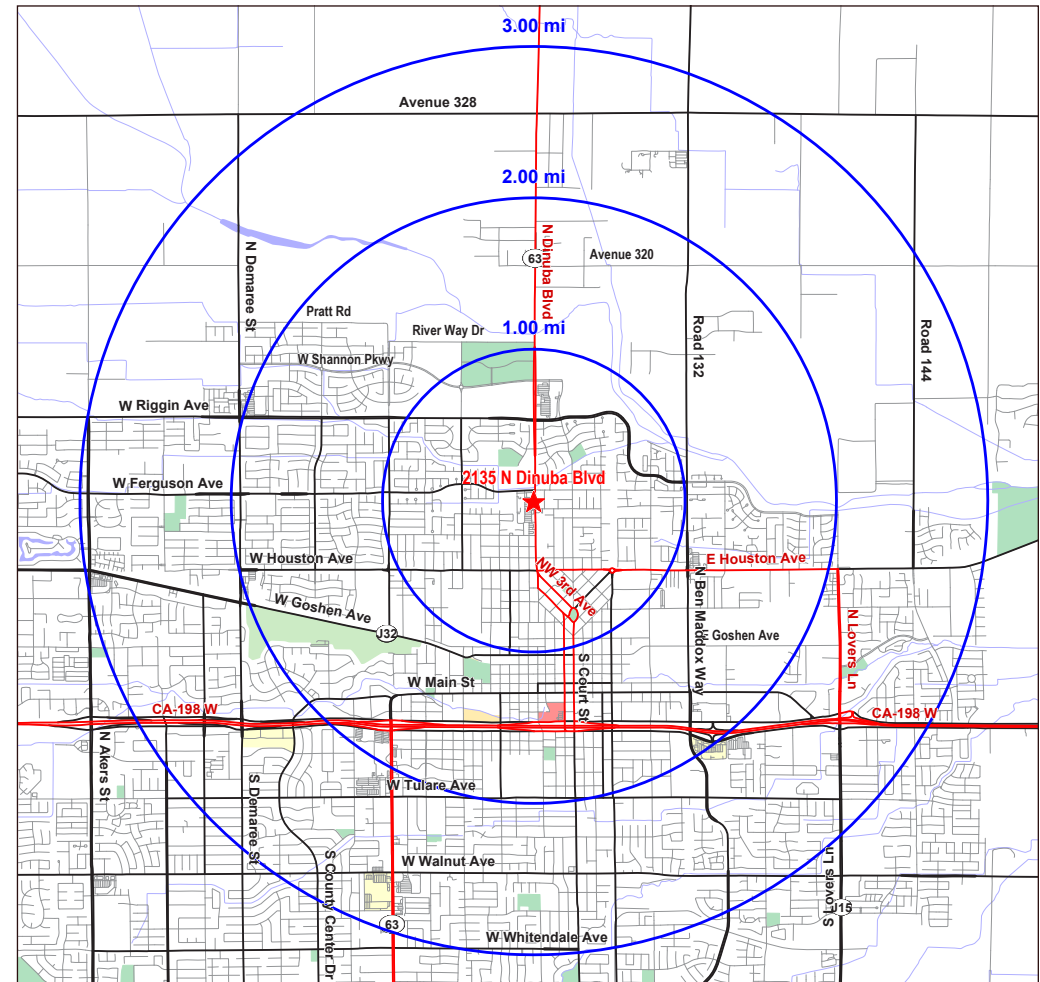 3.00 mi
Avenue 328
2.00 mi
N Dinuba Blvd
63
Avenue 320
N Demaree St
Pratt Rd
River Way Dr
1.00 mi
W Shannon Pkwy
Road 132
Road 144
W Riggin Ave
2135 N Dinuba Blvd
W Ferguson Ave
W Houston Ave
E Houston Ave
NW 3rd Ave
W Goshen Ave
J32
N Ben Maddox Way
Goshen Ave
N Lovers Ln
S Court St
W Main St
CA-198 W
CA-198 W
N Akers St
S Demaree St
W Tulare Ave
S County Center Dr
W Walnut Ave
S Lovers Ln
J15
63
W Whitendale Ave